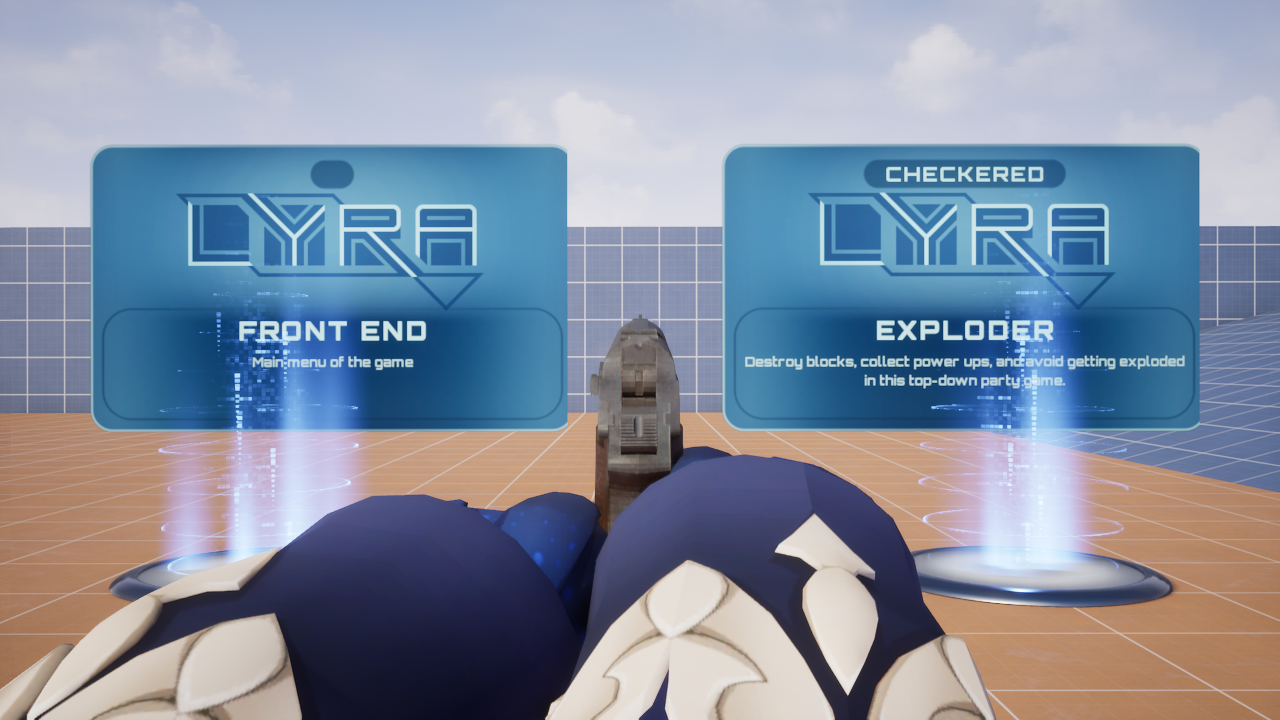 LYRA
FRONT END
Main menu of the game
CHECKERED
LYRA
EXPLODER
Destroy blocks, collect power ups, and avoid getting exploded
in this top-down party game.